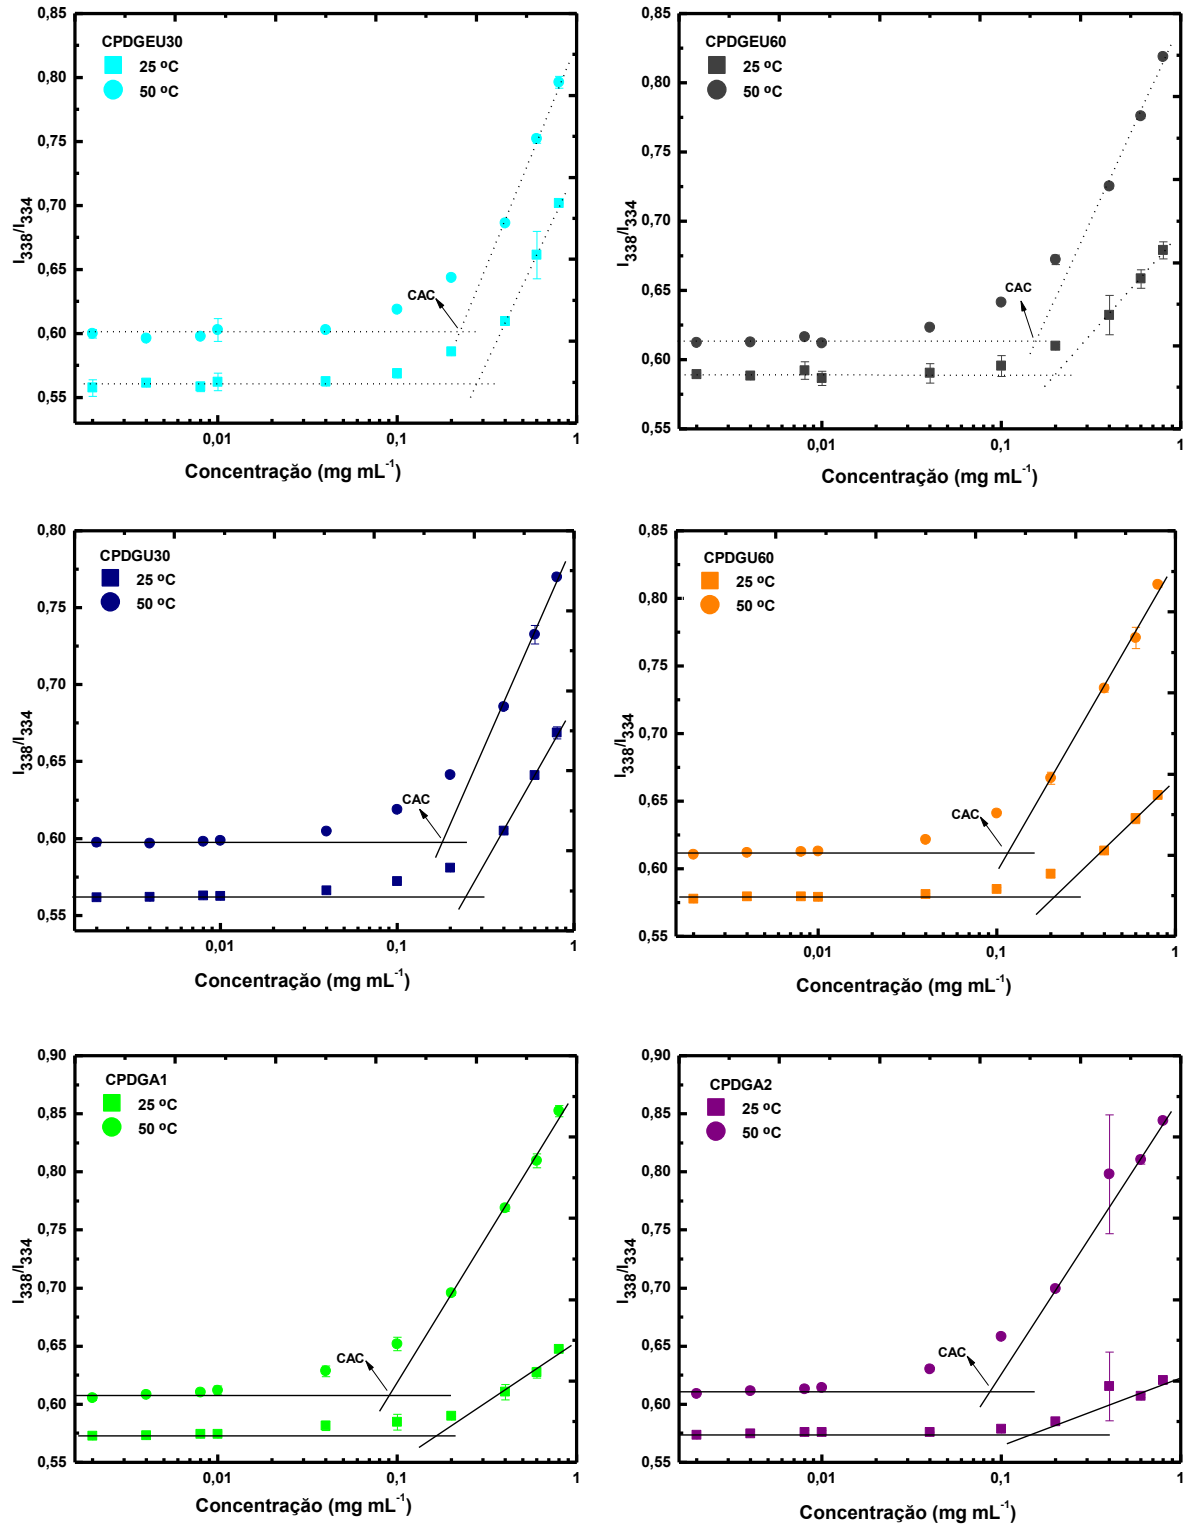 CPDGEU30
25 ºC
50 ºC
0,85
0,80
0,75
0,70
0,65
0,60
0,55
I338/I334
CAC
0,01
0,1
1
Concentração (mg mL-1)
CPDGEU60
25 ºC
50 ºC
0,85
0,80
0,75
0,70
0,65
0,60
0,55
I338/I334
CAC
0,01
0,1
1
Concentração (mg mL-1)
CPDGU30
25 ºC
50 ºC
0,80
0,75
0,70
0,65
0,60
0,55
I338/I334
CAC
0,01
0,1
1
Concentração (mg mL-1)
CPDGU60
25 ºC
50 ºC
0,85
0,80
0,75
0,70
0,65
0,60
0,55
I338/I334
CAC
0,01
0,1
1
Concentração (mg mL-1)
CPDGA1
25 ºC
50 ºC
0,90
0,85
0,80
0,75
0,70
0,65
0,60
0,55
I338/I334
CAC
0,01
0,1
1
Concentração (mg mL-1)
CPDGA2
25 ºC
50 ºC
0,90
0,85
0,80
0,75
0,70
0,65
0,60
0,55
I338/I334
CAC
0,01
0,1
1
Concentração (mg mL-1)